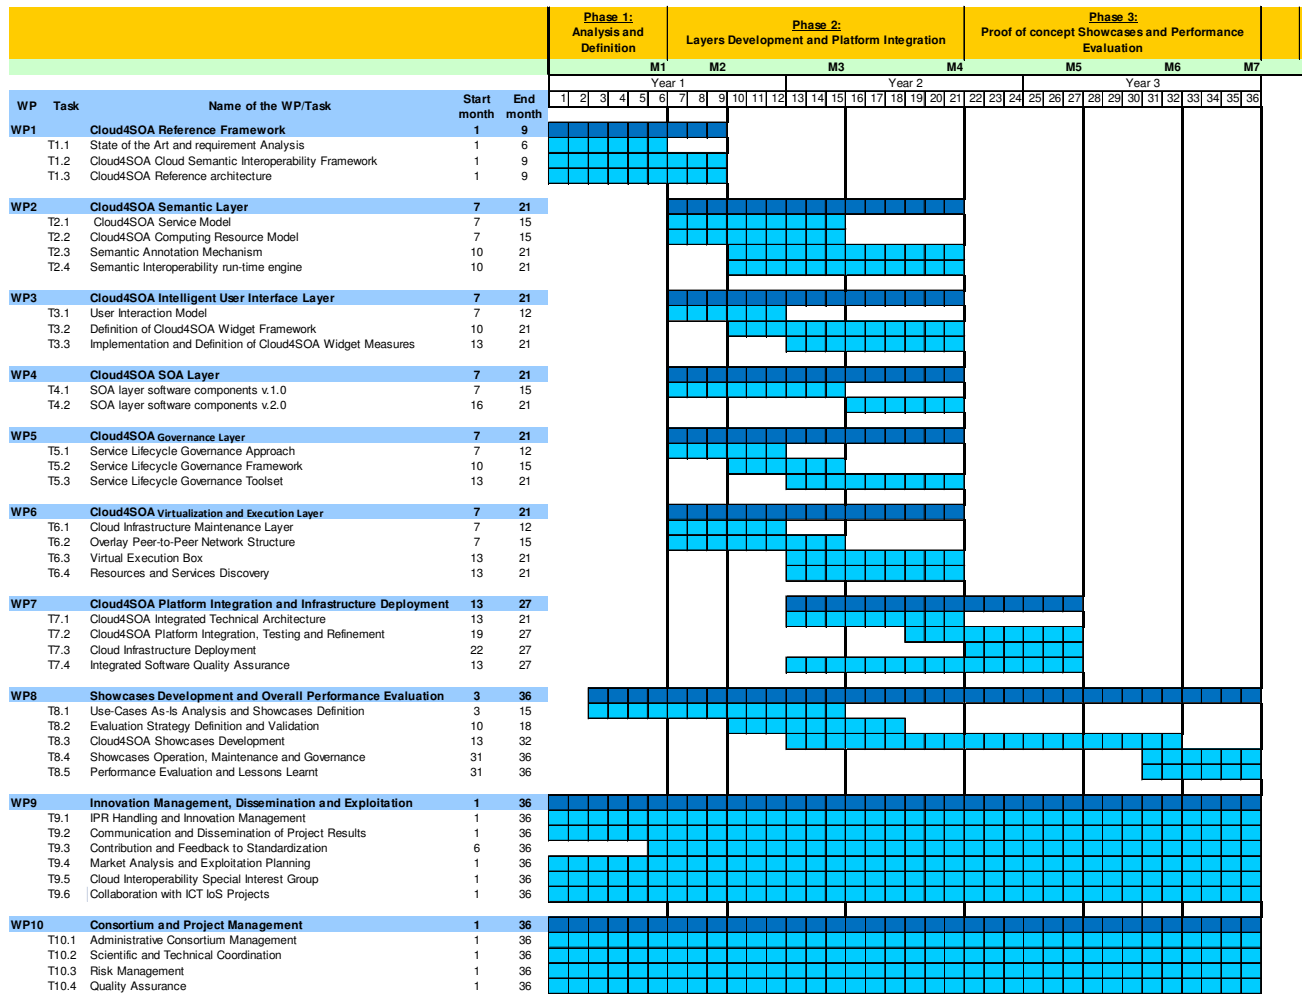 Phase 1:
Analysis and
Definition
Phase 2:
Layers Development and Platform Integration
Phase 3:
Proof of concept Showcases and Performance
Evaluation
M1 M2 M3 M4 M5 M6 M7
Year 1 Year 2 Year 3
WP Task Name of the WP/Task Start month End month 1 2 3 4 5 6 7 8 9 10 11 12 13 14 15 16 17 18 19 20 21 22 23 24 25 26 27 28 29 30 31 32 33 34 35 36
WP1 Cloud4SOA Reference Framework 1 9
T1.1 State of the Art and requirement Analysis 1 6
T1.2 Cloud4SOA Cloud Semantic Interoperability Framework 1 9
T1.3 Cloud4SOA Reference architecture 1 9
WP2 Cloud4SOA Semantic Layer 7 21
T2.1 Cloud4SOA Service Model 7 15
T2.2 Cloud4SOA Computing Resource Model 7 15
T2.3 Semantic Annotation Mechanism 10 21
T2.4 Semantic Interoperability run-time engine 10 21
WP3 Cloud4SOA Intelligent User Interface Layer 7 21
T3.1 User Interaction Model 7 12
T3.2 Definition of Cloud4SOA Widget Framework 10 21
T3.3 Implementation and Definition of Cloud4SOA Widget Measures 13 21
WP4 Cloud4SOA SOA Layer 7 21
T4.1 SOA layer software components v.1.0 7 15
T4.2 SOA layer software components v.2.0 16 21
WP5 Cloud4SOA Governance Layer 7 21
T5.1 Service Lifecycle Governance Approach 7 12
T5.2 Service Lifecycle Governance Framework 10 15
T5.3 Service Lifecycle Governance Toolset 13 21
WP6 Cloud4SOA Virtualization and Execution Layer 7 21
T6.1 Cloud Infrastructure Maintenance Layer 7 12
T6.2 Overlay Peer-to-Peer Network Structure 7 15
T6.3 Virtual Execution Box 13 21
T6.4 Resources and Services Discovery 13 21
WP7 Cloud4SOA Platform Integration and Infrastructure Deployment 13 27
T7.1 Cloud4SOA Integrated Technical Architecture 13 21
T7.2 Cloud4SOA Platform Integration, Testing and Refinement 19 27
T7.3 Cloud Infrastructure Deployment 22 27
T7.4 Integrated Software Quality Assurance 13 27
WP8 Showcases Development and Overall Performance Evaluation 3 36
T8.1 Use-Cases As-Is Analysis and Showcases Definition 3 15
T8.2 Evaluation Strategy Definition and Validation 10 18
T8.3 Cloud4SOA Showcases Development 13 32
T8.4 Showcases Operation, Maintenance and Governance 31 36
T8.5 Performance Evaluation and Lessons Learnt 31 36
WP9 Innovation Management, Dissemination and Exploitation 1 36
T9.1 IPR Handling and Innovation Management 1 36
T9.2 Communication and Dissemination of Project Results 1 36
T9.3 Contribution and Feedback to Standardization 6 36
T9.4 Market Analysis and Exploitation Planning 1 36
T9.5 Cloud Interoperability Special Interest Group 1 36
T9.6 Collaboration with ICT IoS Projects 1 36
WP10 Consortium and Project Management 1 36
T10.1 Administrative Consortium Management 1 36
T10.2 Scientific and Technical Coordination 1 36
T10.3 Risk Management 1 36
T10.4 Quality Assurance 1 36